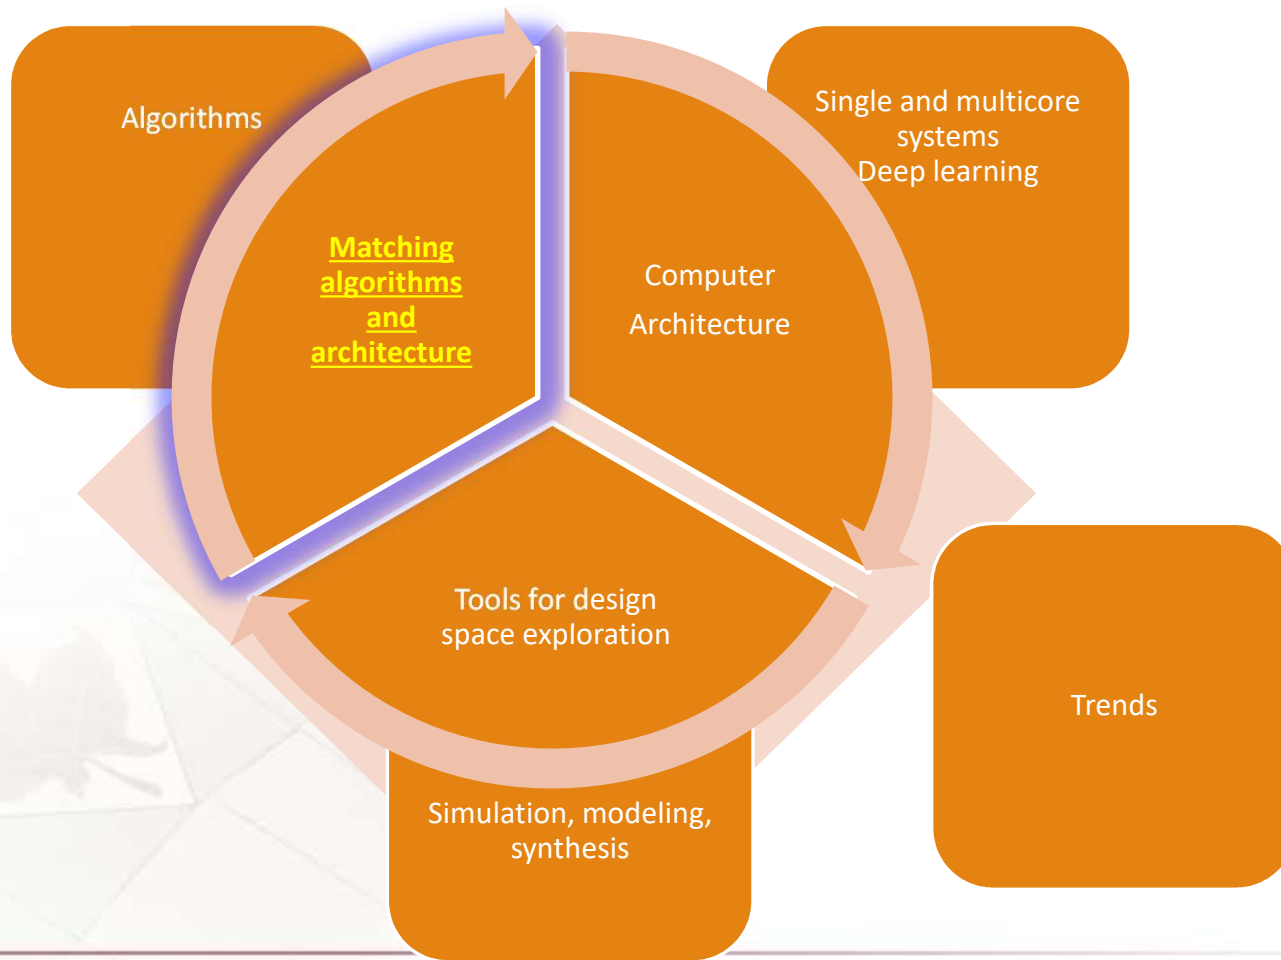 Algorithms
Single and multicore
systems
Deep learning
Matching
algorithms
and
architecture
Computer
Architecture
Tools for design
space exploration
Trends
Simulation, modeling,
synthesis